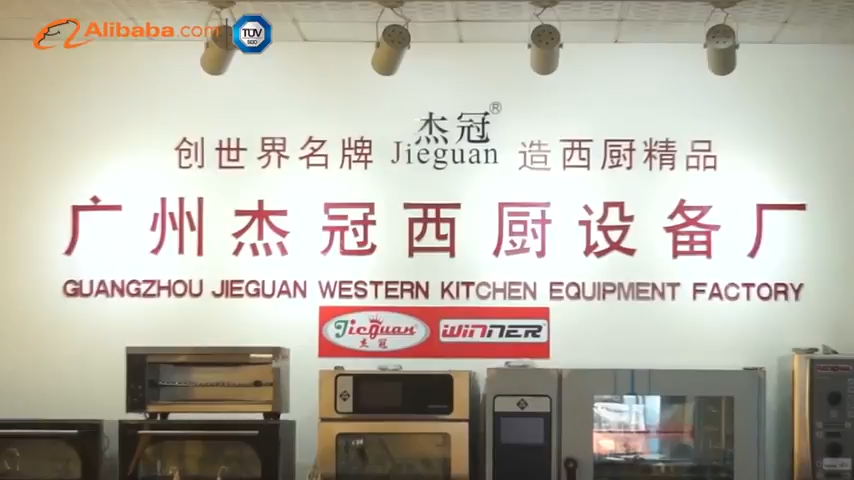 Alibaba.com
TÜV
SÜD
杰冠®
创世界名牌 Jieguan 造西厨精品
广州杰冠西厨设备厂
GUANGZHOU JIEGUAN WESTERN KITCHEN EQUIPMENT FACTORY
Jieguan WINNER
杰冠